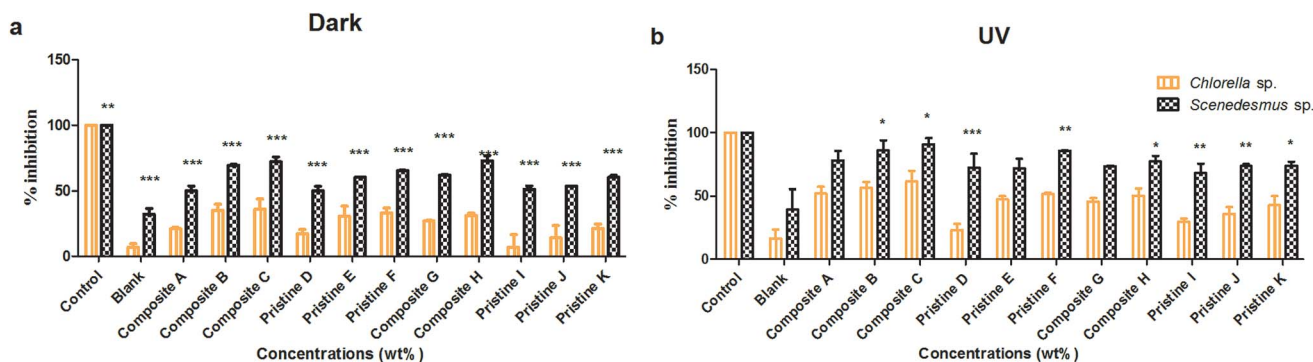 a
Dark
% inhibition
150
100
50
0
**
***
***
***
***
***
***
***
***
***
***
***
***
Control
Blank
Composite A
Composite B
Composite C
Pristine D
Pristine E
Pristine F
Composite G
Composite H
Pristine I
Pristine J
Pristine K
Concentrations (wt%)
b
UV
% inhibition
150
100
50
0
Chlorella sp.
Scenedesmus sp.
*
*
***
**
*
**
**
*
Control
Blank
Composite A
Composite B
Composite C
Pristine D
Pristine E
Pristine F
Composite G
Composite H
Pristine I
Pristine J
Pristine K
Concentrations (wt%)